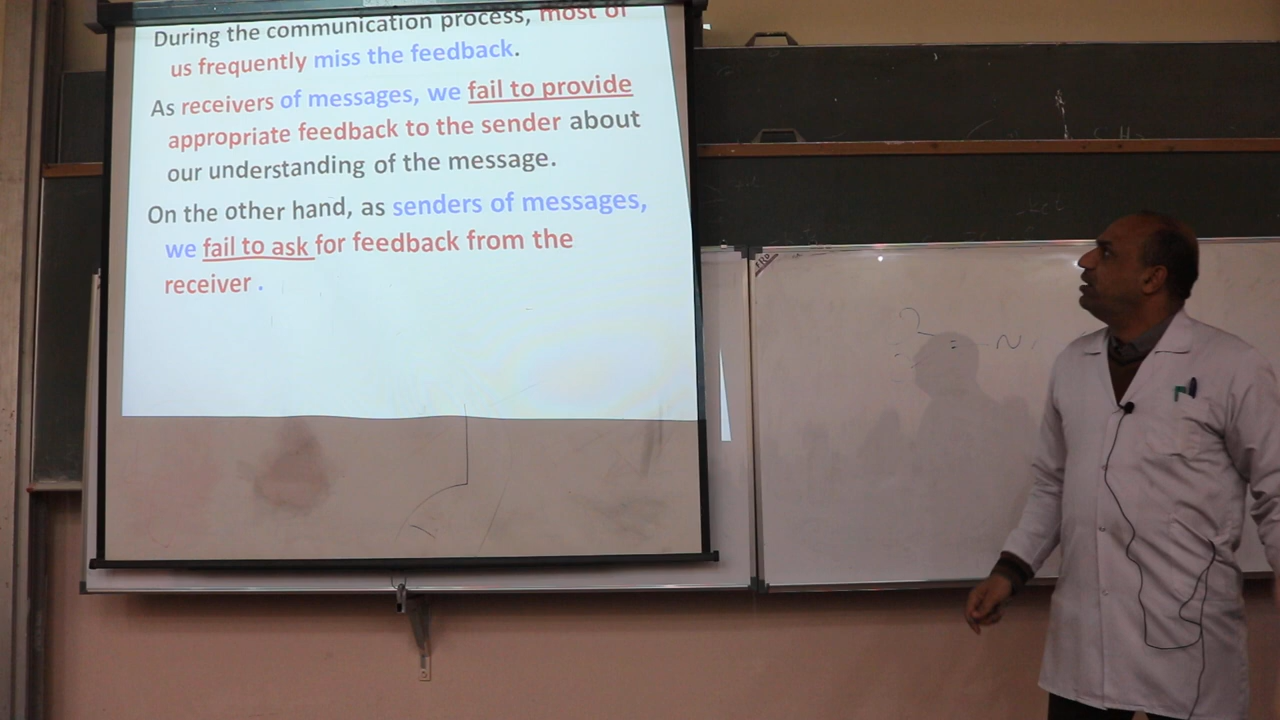 During the communication process, most of
us frequently miss the feedback.
As receivers of messages, we fail to provide
appropriate feedback to the sender about
our understanding of the message.
On the other hand, as senders of messages,
we fail to ask for feedback from the
receiver .